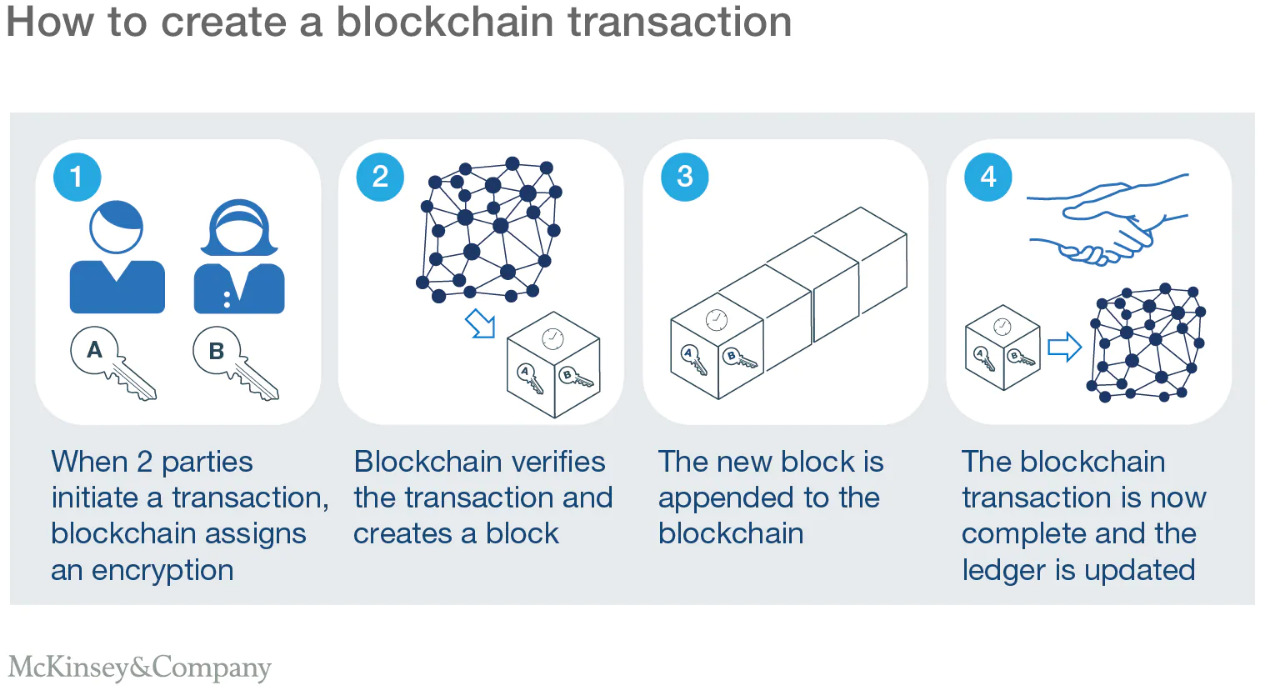 How to create a blockchain transaction
1
2
3
4
A
B
A
B
A
B
A
B
When 2 parties
initiate a transaction,
blockchain assigns
an encryption
Blockchain verifies
the transaction and
creates a block
The new block is
appended to the
blockchain
The blockchain
transaction is now
complete and the
ledger is updated
McKinsey&Company